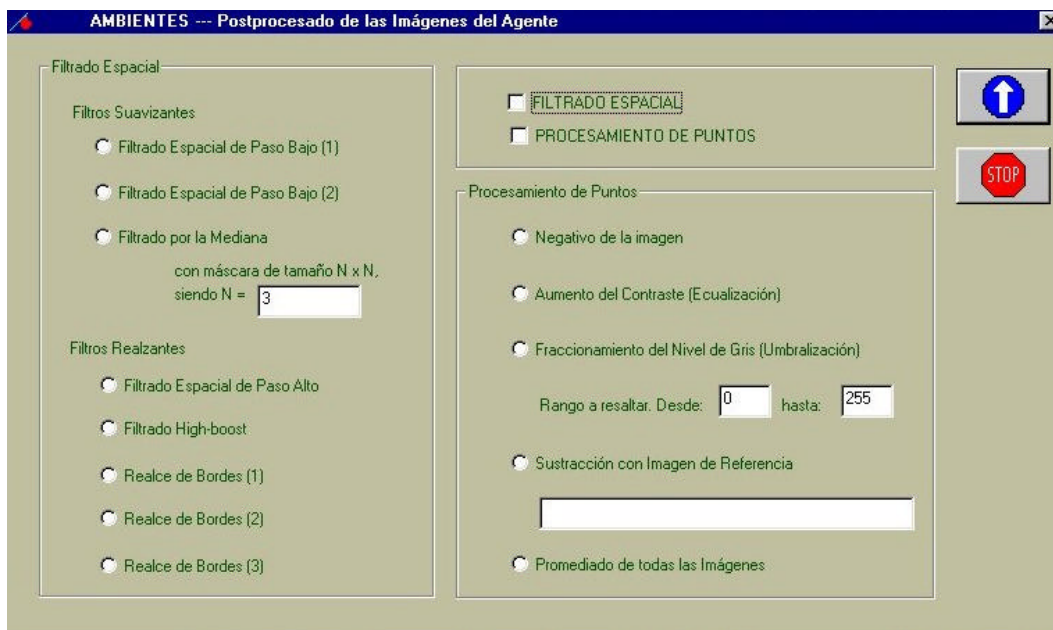 AMBIENTES --- Postprocesado de las Imágenes del Agente
Filtrado Espacial
Filtros Suavizantes
Filtrado Espacial de Paso Bajo (1)
Filtrado Espacial de Paso Bajo (2)
Filtrado por la Mediana
con máscara de tamaño N x N,
siendo N = 3
Filtros Realzantes
Filtrado Espacial de Paso Alto
Filtrado High-boost
Realce de Bordes (1)
Realce de Bordes (2)
Realce de Bordes (3)
FILTRADO ESPACIAL
PROCESAMIENTO DE PUNTOS
Procesamiento de Puntos
Negativo de la imagen
Aumento del Contraste (Ecualización)
Fraccionamiento del Nivel de Gris (Umbralización)
Rango a resaltar. Desde: 0 hasta: 255
Sustracción con Imagen de Referencia
Promediado de todas las Imágenes
STOP